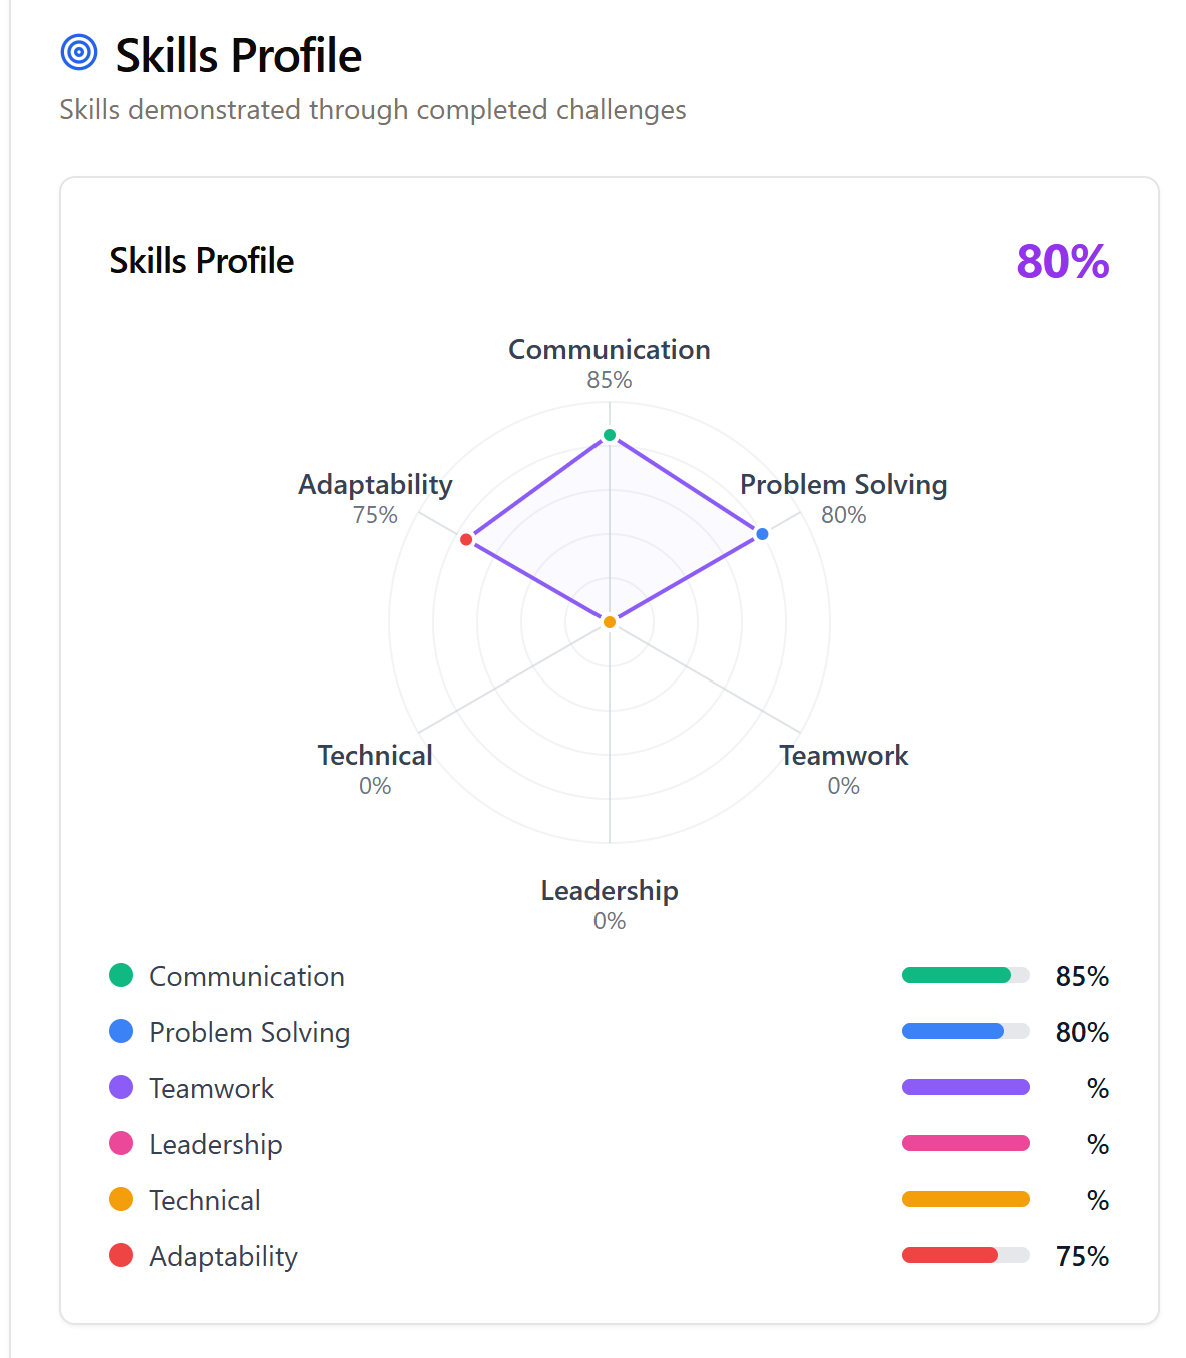 Skills Profile
Skills demonstrated through completed challenges
Skills Profile
80%
Communication
85%
Adaptability
75%
Problem Solving
80%
Technical
0%
Teamwork
0%
Leadership
0%
Communication 85%
Problem Solving 80%
Teamwork %
Leadership %
Technical %
Adaptability 75%